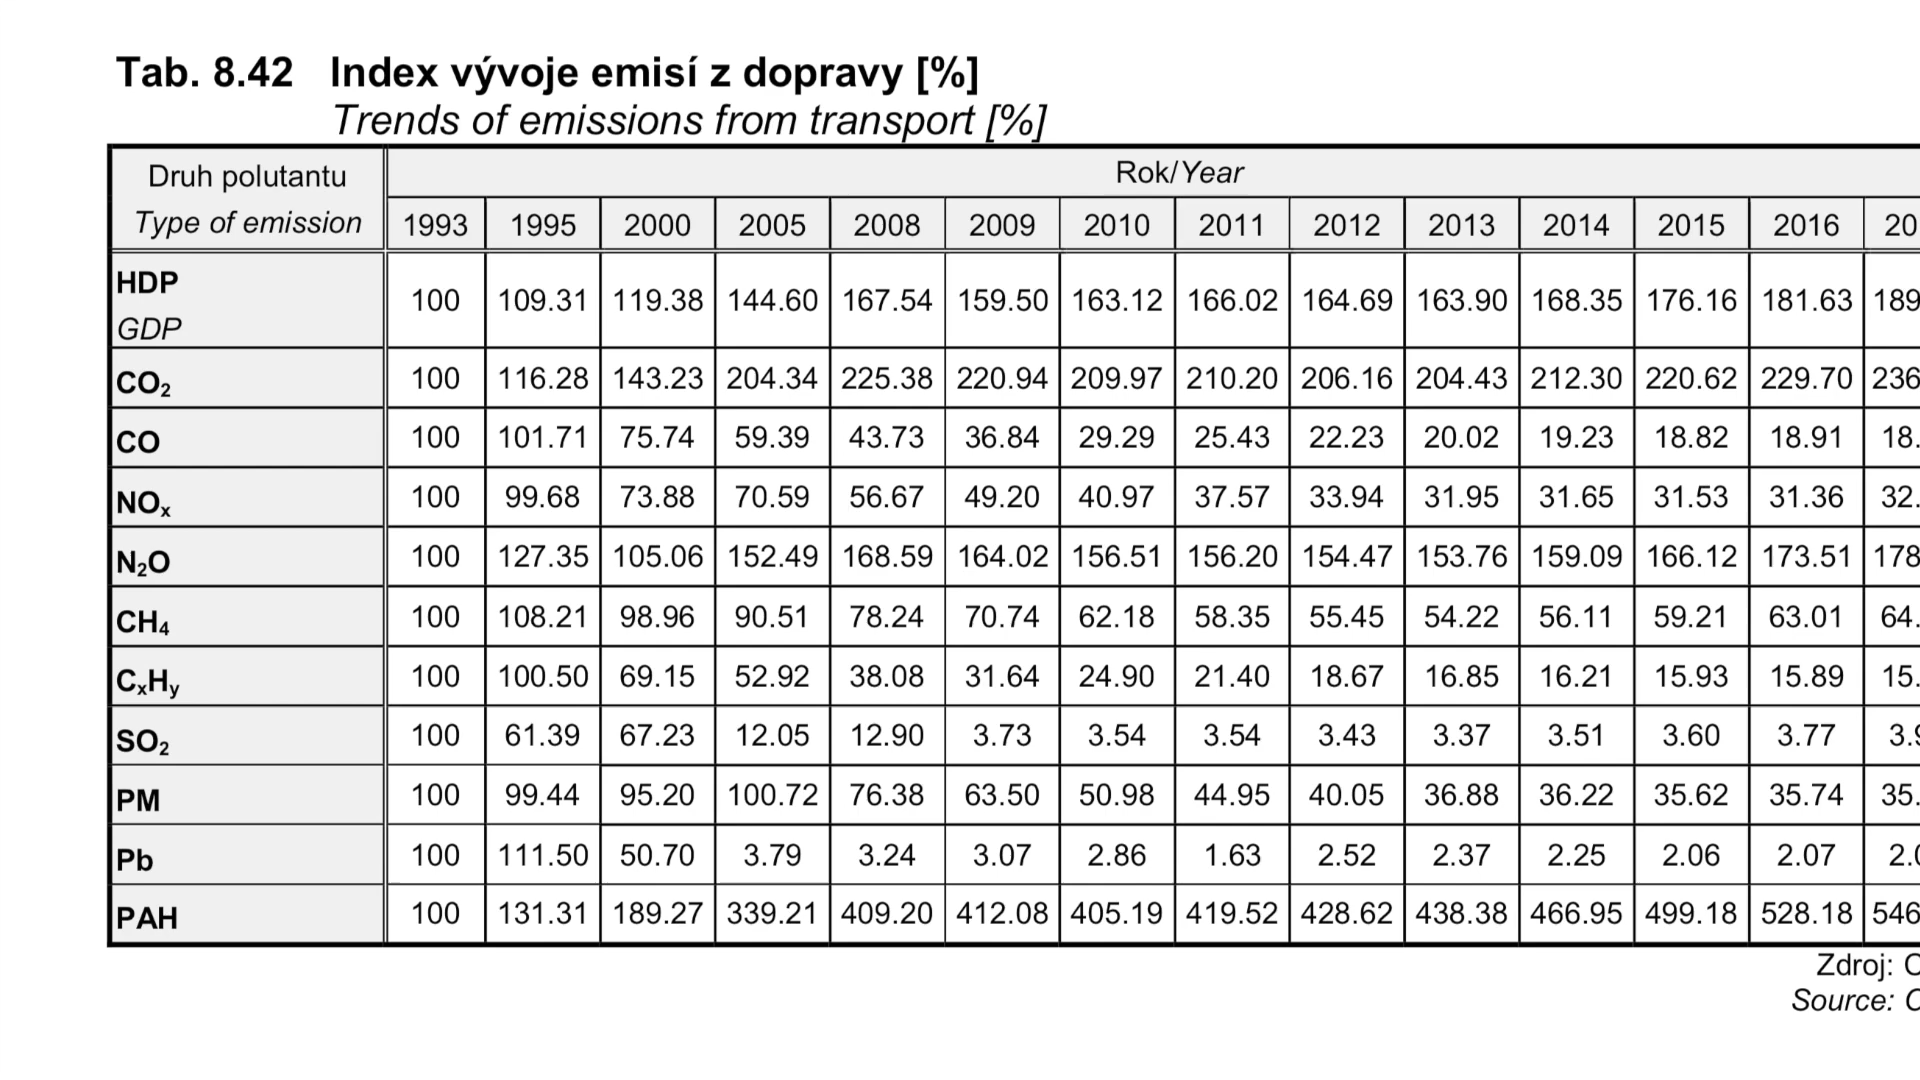 Tab. 8.42 Index vývoje emisí z dopravy [%]
Trends of emissions from transport [%]
Druh polutantu
Type of emission
Rok/Year
1993 1995 2000 2005 2008 2009 2010 2011 2012 2013 2014 2015 2016 20
HDP
GDP
100 109.31 119.38 144.60 167.54 159.50 163.12 166.02 164.69 163.90 168.35 176.16 181.63 189
CO₂ 100 116.28 143.23 204.34 225.38 220.94 209.97 210.20 206.16 204.43 212.30 220.62 229.70 236
CO 100 101.71 75.74 59.39 43.73 36.84 29.29 25.43 22.23 20.02 19.23 18.82 18.91 18.
NOₓ 100 99.68 73.88 70.59 56.67 49.20 40.97 37.57 33.94 31.95 31.65 31.53 31.36 32.
N₂O 100 127.35 105.06 152.49 168.59 164.02 156.51 156.20 154.47 153.76 159.09 166.12 173.51 178
CH₄ 100 108.21 98.96 90.51 78.24 70.74 62.18 58.35 55.45 54.22 56.11 59.21 63.01 64.
CₓHy 100 100.50 69.15 52.92 38.08 31.64 24.90 21.40 18.67 16.85 16.21 15.93 15.89 15.
SO₂ 100 61.39 67.23 12.05 12.90 3.73 3.54 3.54 3.43 3.37 3.51 3.60 3.77 3.
PM 100 99.44 95.20 100.72 76.38 63.50 50.98 44.95 40.05 36.88 36.22 35.62 35.74 35.
Pb 100 111.50 50.70 3.79 3.24 3.07 2.86 1.63 2.52 2.37 2.25 2.06 2.07 2.
PAH 100 131.31 189.27 339.21 409.20 412.08 405.19 419.52 428.62 438.38 466.95 499.18 528.18 546
Zdroj:
Source: